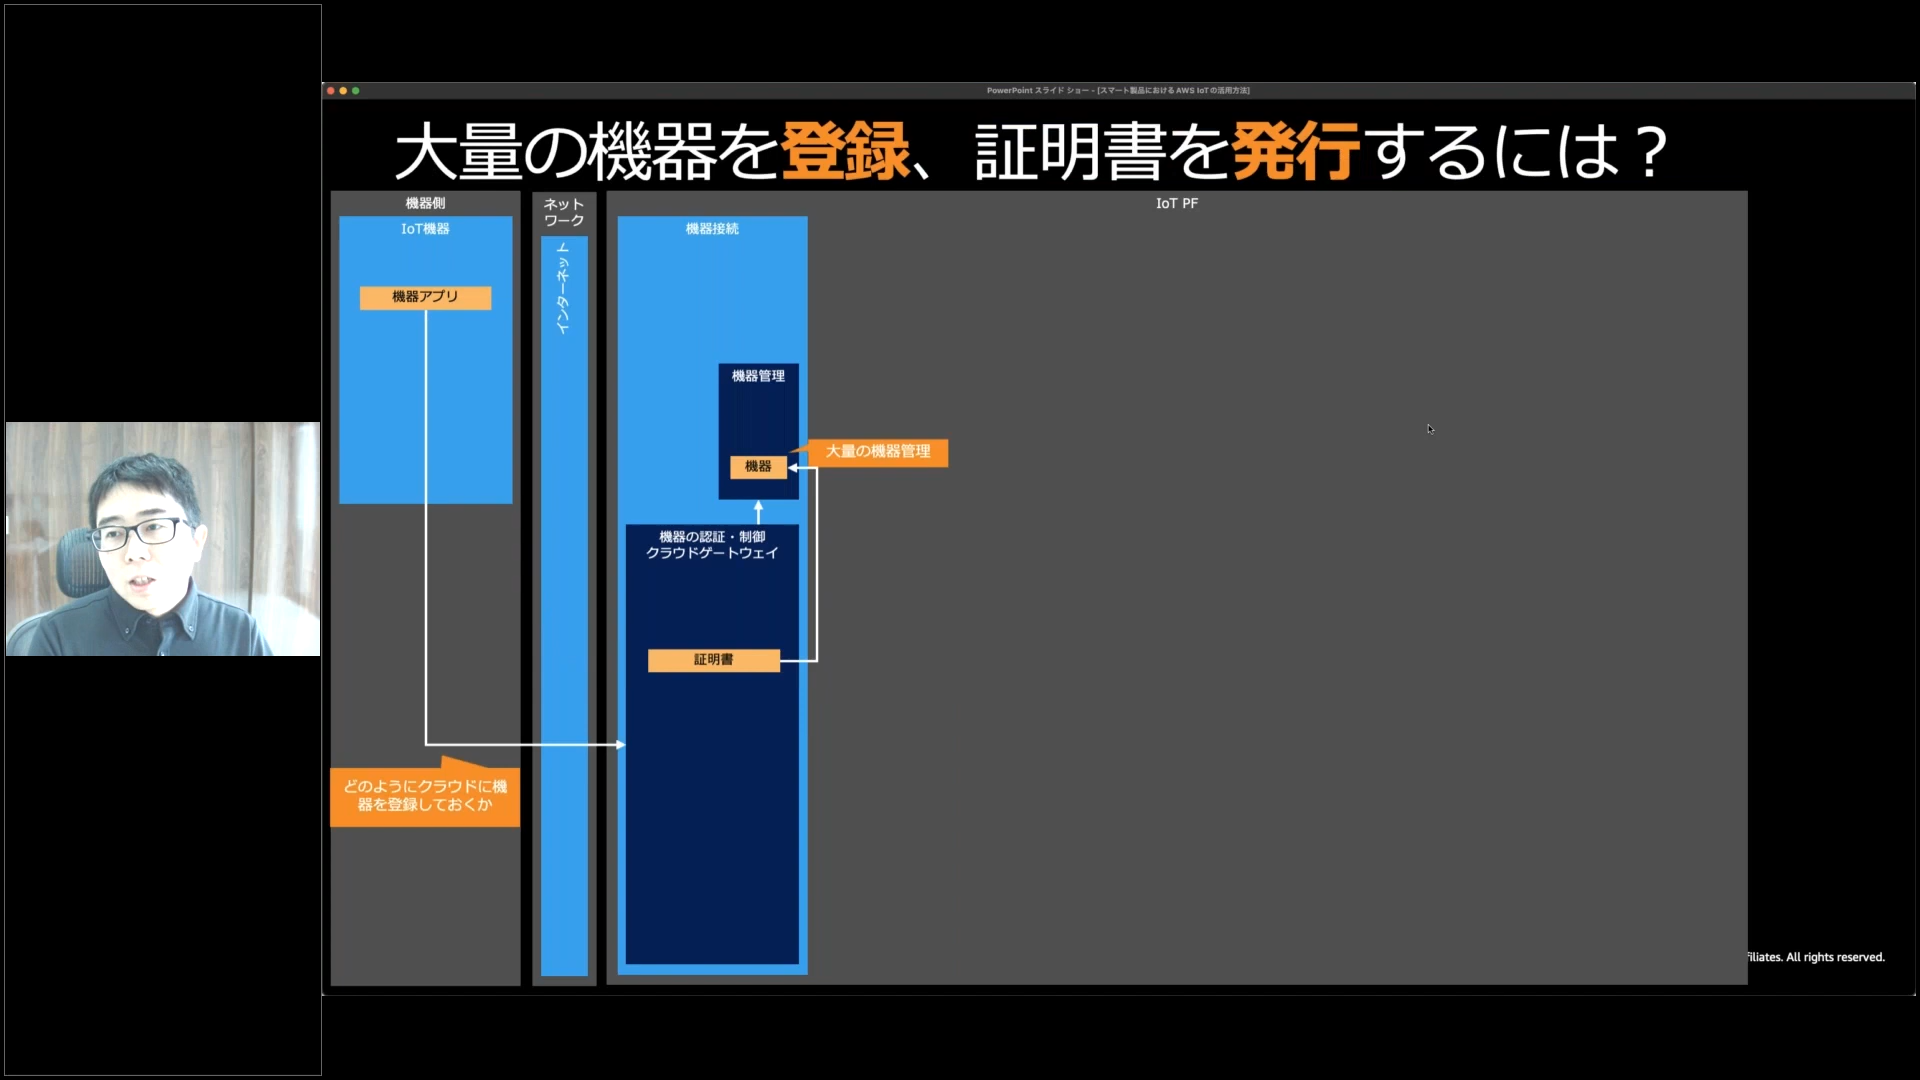 PowerPoint スライド ショー - [スマート製品における AWS IoT の活用方法]
大量の機器を登録、証明書を発行するには？
機器側
IoT機器
機器アプリ
どのようにクラウドに機
器を登録しておくか
ネット
ワーク
インターネット
IoT PF
機器接続
機器管理
機器
大量の機器管理
機器の認証・制御
クラウドゲートウェイ
証明書
filiates. All rights reserved.